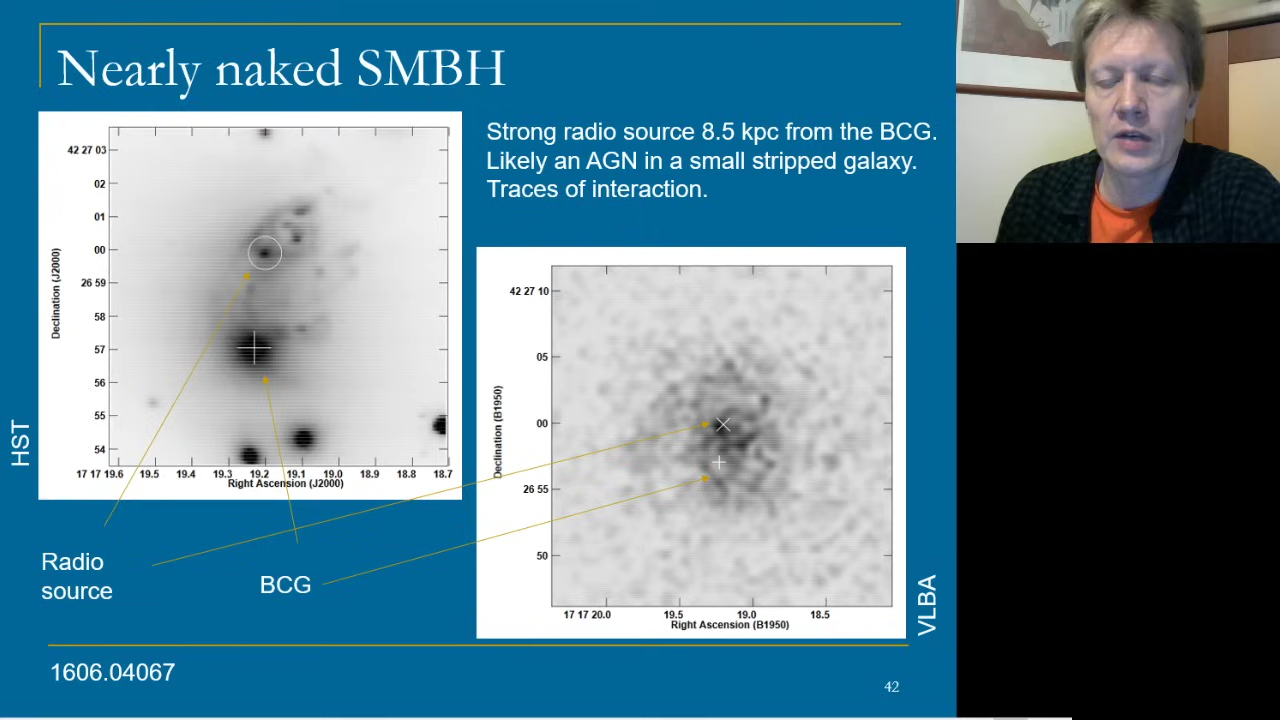 Nearly naked SMBH
Strong radio source 8.5 kpc from the BCG.
Likely an AGN in a small stripped galaxy.
Traces of interaction.
42 27 03
02
01
00
26 59
58
57
56
55
54
Declination (J2000)
17 17 19.6 19.5 19.4 19.3 19.2 19.1 19.0 18.9 18.8 18.7
Right Ascension (J2000)
HST
42 27 10
05
00
26 55
50
Declination (B1950)
17 17 20.0 19.5 19.0 18.5
Right Ascension (B1950)
VLBA
Radio
source
BCG
1606.04067
42